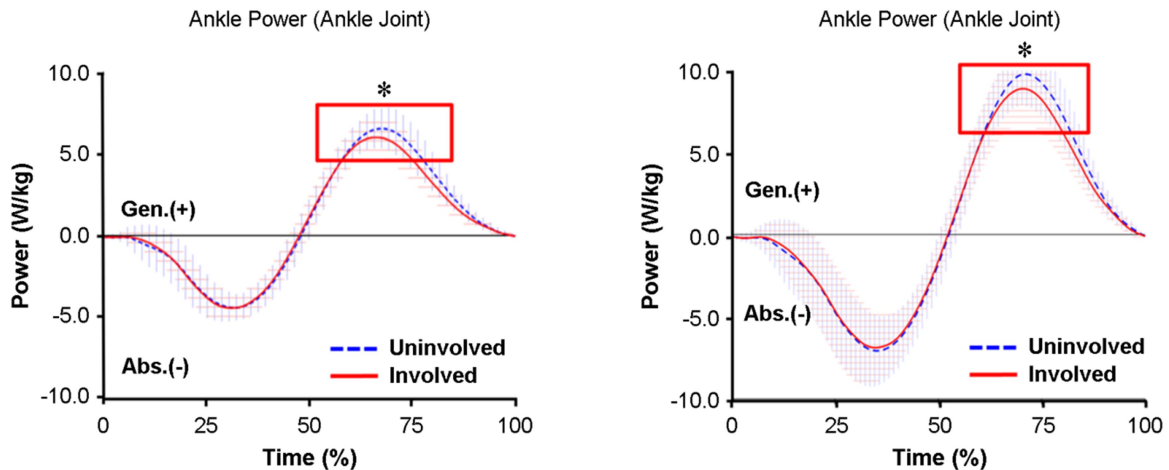 Ankle Power (Ankle Joint)
*
10.0
5.0
0.0
-5.0
-10.0
Power (W/kg)
Gen.(+)
Abs.(-)
Uninvolved
Involved
0
25
50
75
100
Time (%)
Ankle Power (Ankle Joint)
*
10.0
5.0
0.0
-5.0
-10.0
Power (W/kg)
Gen.(+)
Abs.(-)
Uninvolved
Involved
0
25
50
75
100
Time (%)